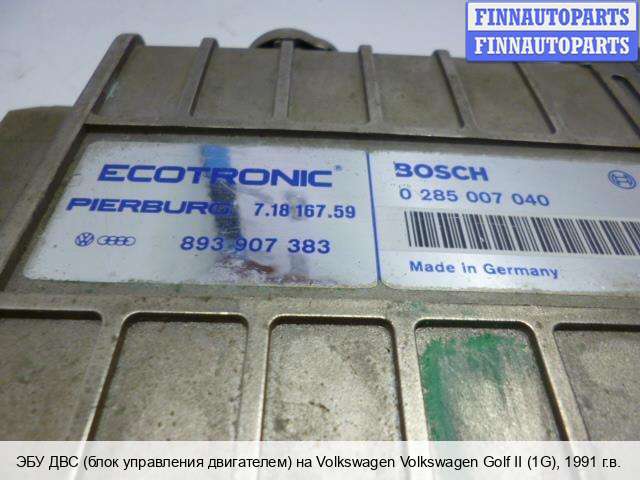 FINNAUTOPARTS
FINNAUTOPARTS
ECOTRONIC®
PIERBURG 7.18 167.59
893 907 383
BOSCH
0 285 007 040
Made in Germany
ЭБУ ДВС (блок управления двигателем) на Volkswagen Volkswagen Golf II (1G), 1991 г.в.